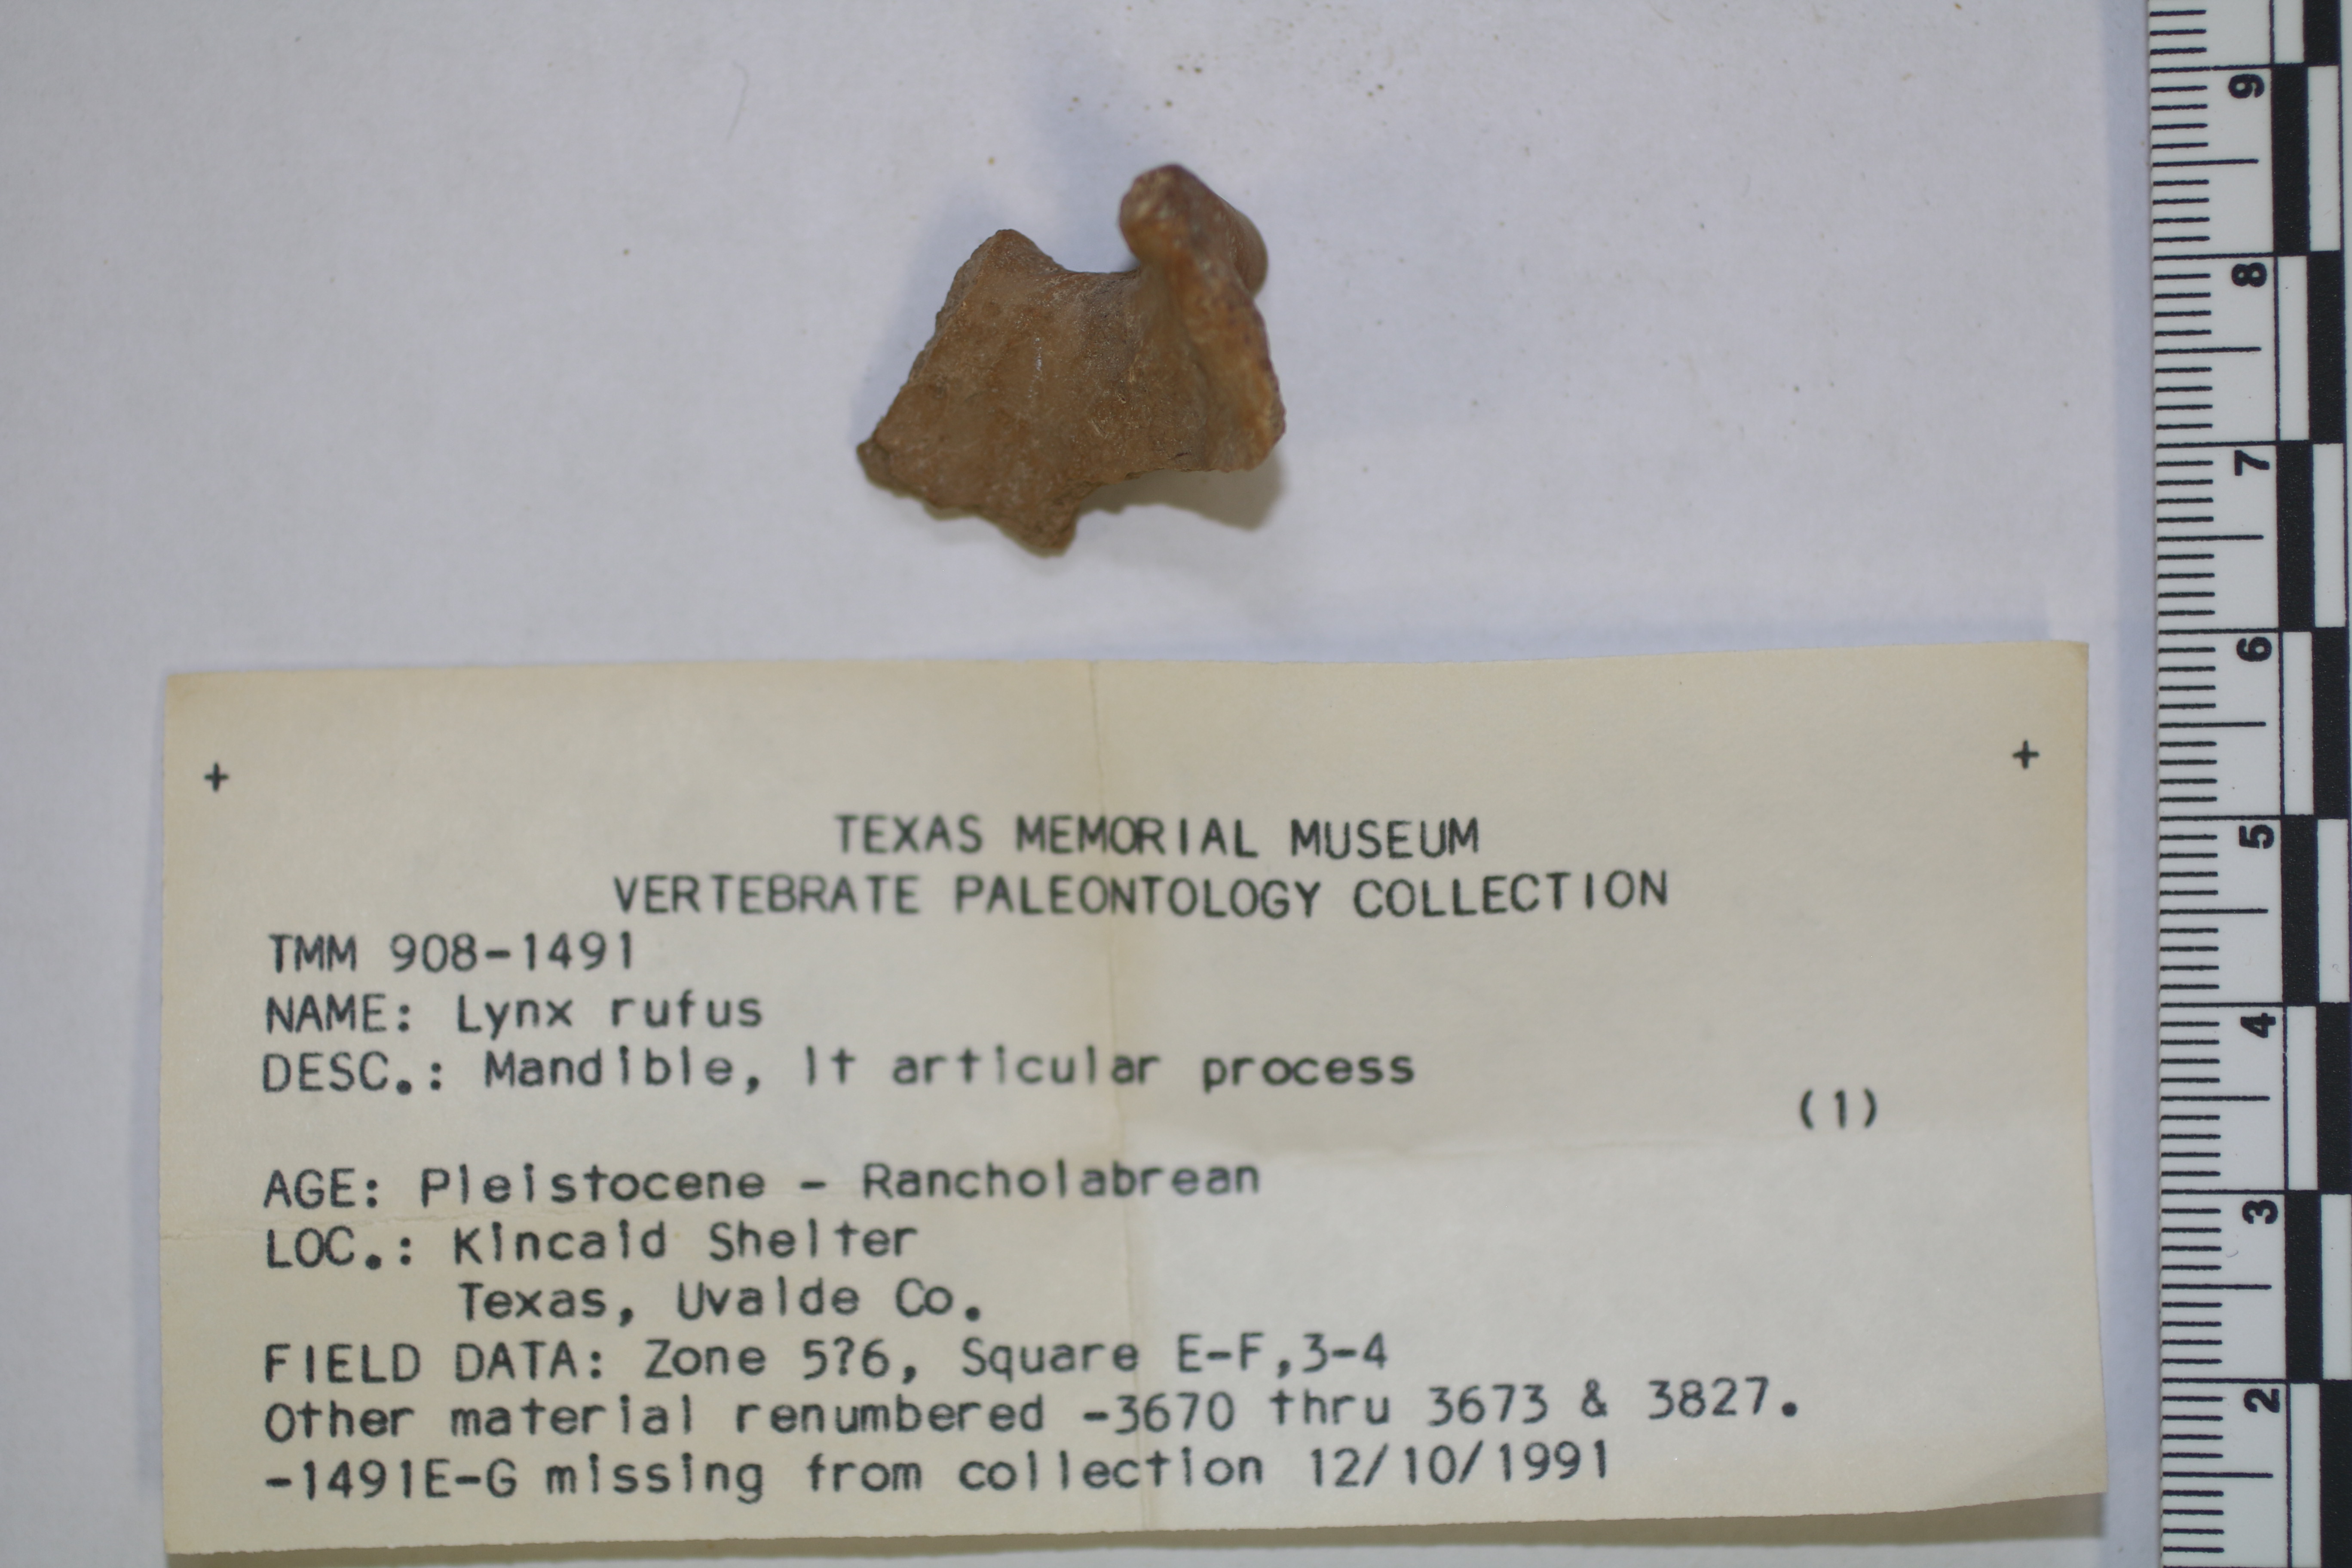 + +
TEXAS MEMORIAL MUSEUM
VERTEBRATE PALEONTOLOGY COLLECTION
TMM 908-1491
NAME: Lynx rufus
DESC.: Mandible, lt articular process
(1)
AGE: Pleistocene - Rancholabrean
LOC.: Kincaid Shelter
Texas, Uvalde Co.
FIELD DATA: Zone 5?6, Square E-F,3-4
Other material renumbered -3670 thru 3673 & 3827.
-1491E-G missing from collection 12/10/1991
9
8
7
6
5
4
3
2